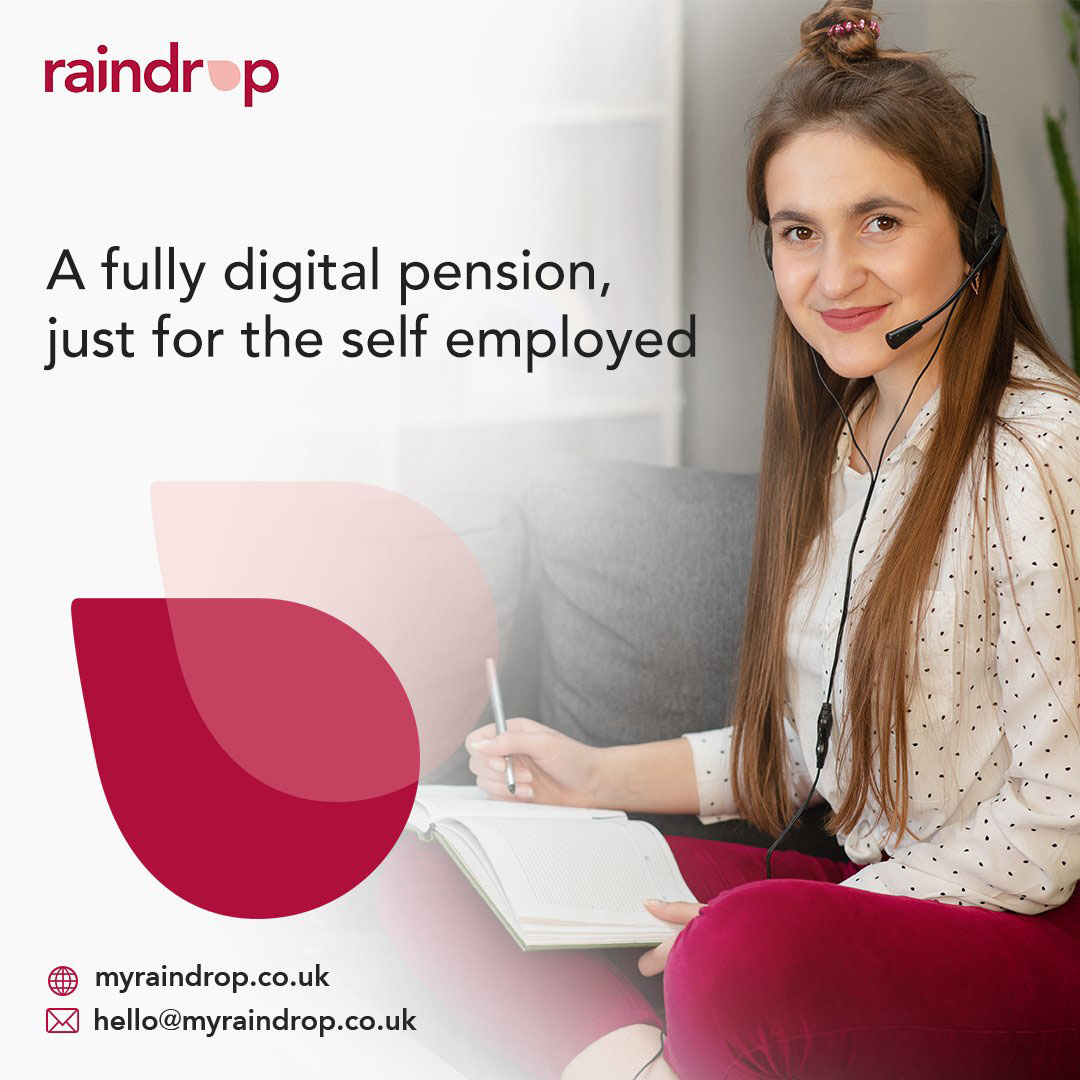 raindrop
A fully digital pension,
just for the self employed
myraindrop.co.uk
hello@myraindrop.co.uk